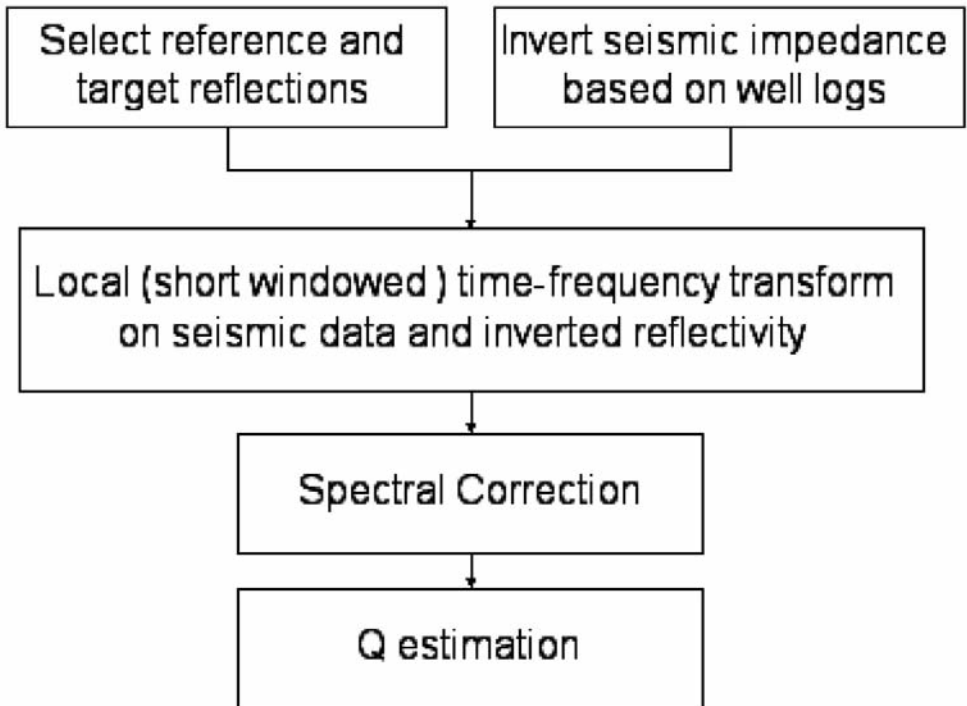 Select reference and
target reflections
Invert seismic impedance
based on well logs
Local (short windowed ) time-frequency transform
on seismic data and inverted reflectivity
Spectral Correction
Q estimation